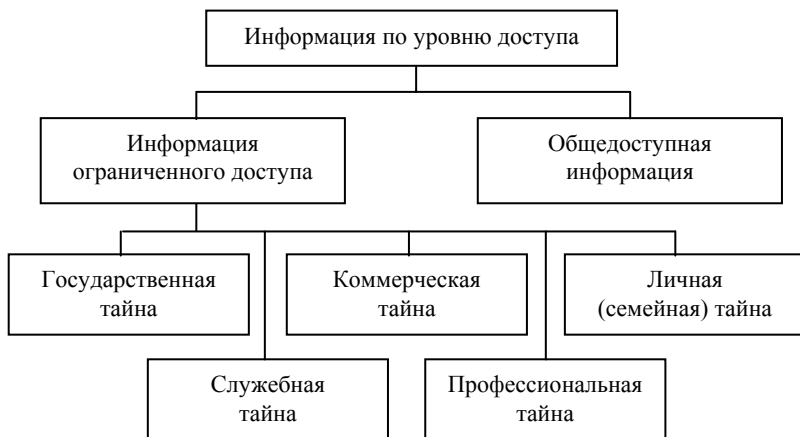 Информация по уровню доступа
Информация
ограниченного доступа
Общедоступная
информация
Государственная
тайна
Коммерческая
тайна
Личная
(семейная) тайна
Служебная
тайна
Профессиональная
тайна